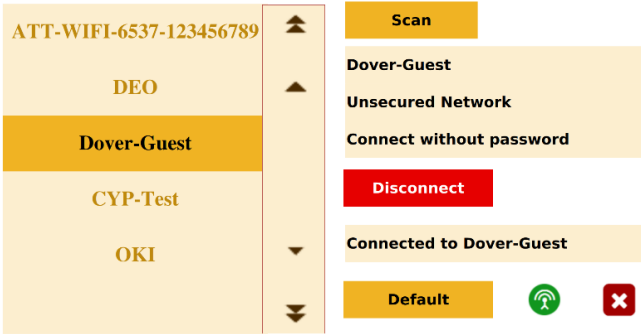 ATT-WIFI-6537-123456789
DEO
Dover-Guest
CYP-Test
OKI
Scan
Dover-Guest
Unsecured Network
Connect without password
Disconnect
Connected to Dover-Guest
Default